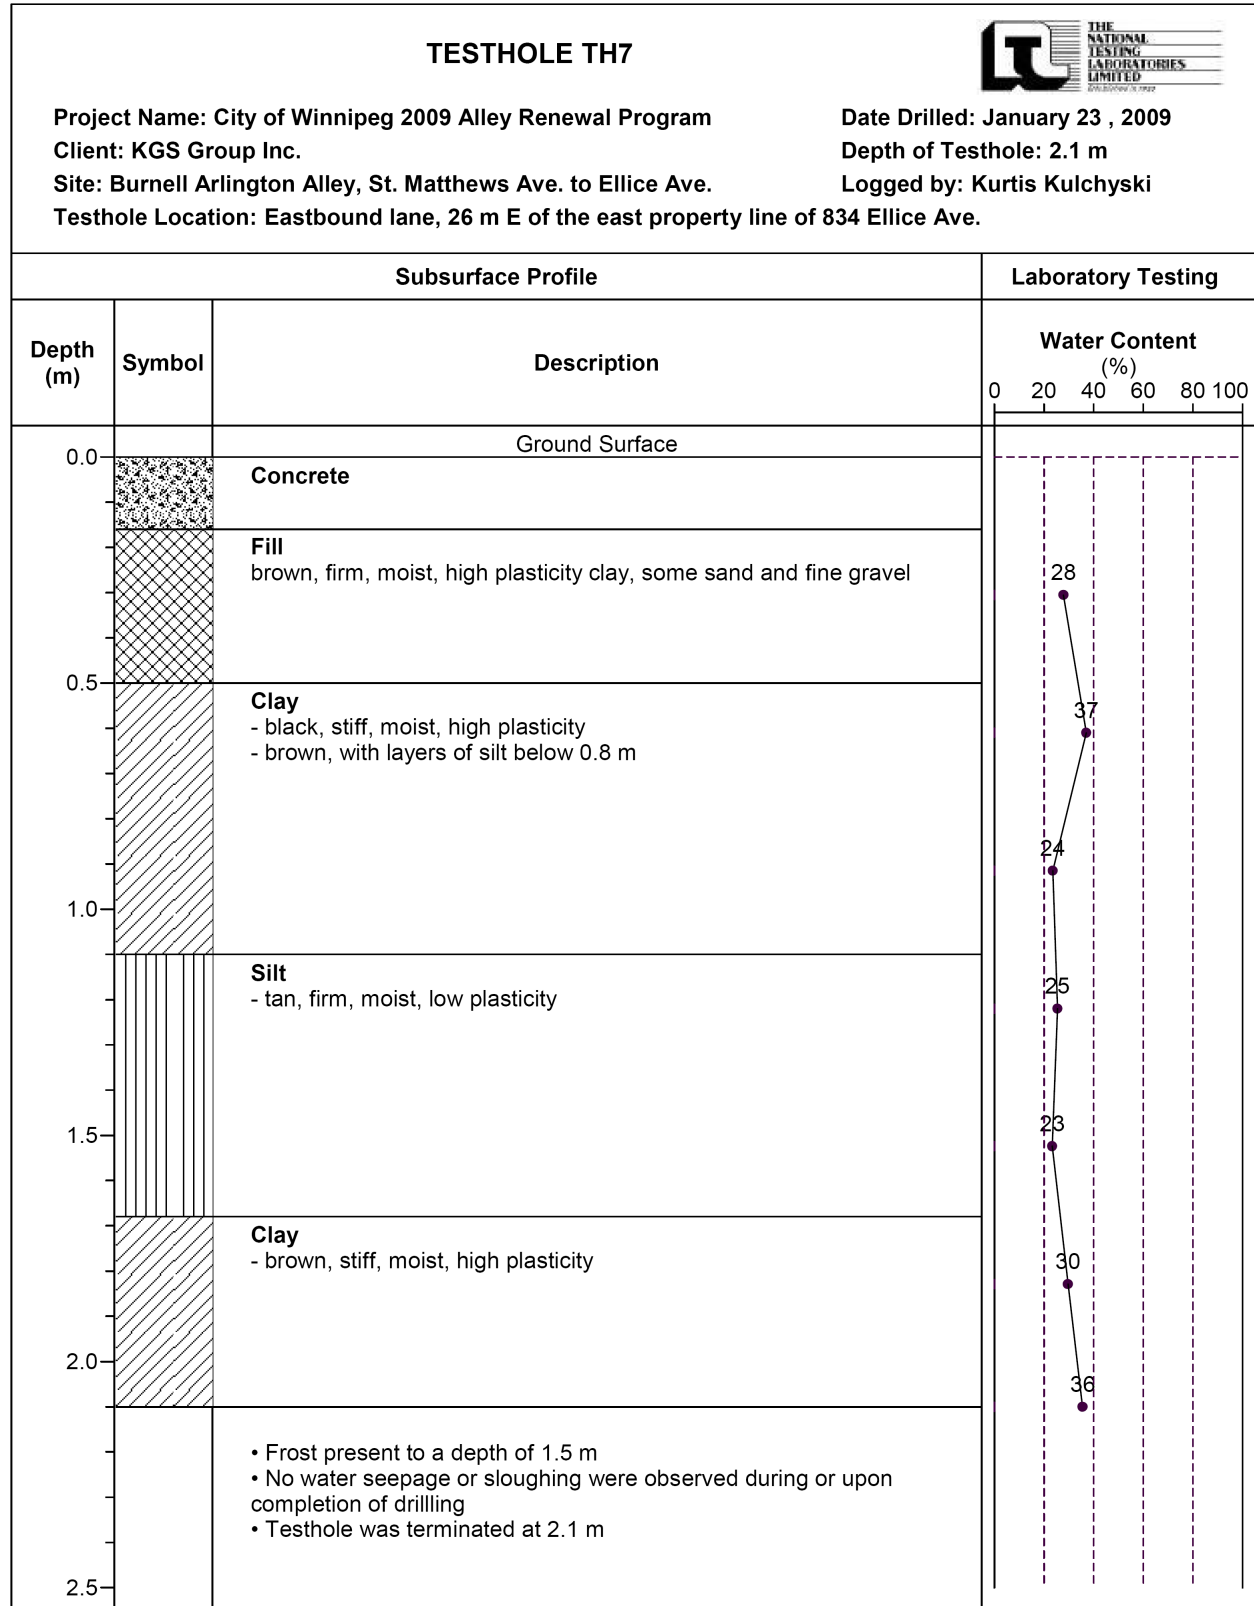 TESTHOLE TH7
THE
NATIONAL
TESTING
LABORATORIES
LIMITED
Project Name: City of Winnipeg 2009 Alley Renewal Program
Date Drilled: January 23 , 2009
Client: KGS Group Inc.
Depth of Testhole: 2.1 m
Site: Burnell Arlington Alley, St. Matthews Ave. to Ellice Ave.
Logged by: Kurtis Kulchyski
Testhole Location: Eastbound lane, 26 m E of the east property line of 834 Ellice Ave.
Subsurface Profile
Laboratory Testing
Depth
(m)
Symbol
Description
Water Content
(%)
0 20 40 60 80 100
Ground Surface
0.0
Concrete
Fill
brown, firm, moist, high plasticity clay, some sand and fine gravel
28
0.5
Clay
- black, stiff, moist, high plasticity
- brown, with layers of silt below 0.8 m
37
24
1.0
Silt
- tan, firm, moist, low plasticity
25
23
1.5
Clay
- brown, stiff, moist, high plasticity
30
2.0
36
• Frost present to a depth of 1.5 m
• No water seepage or sloughing were observed during or upon
completion of drillling
• Testhole was terminated at 2.1 m
2.5